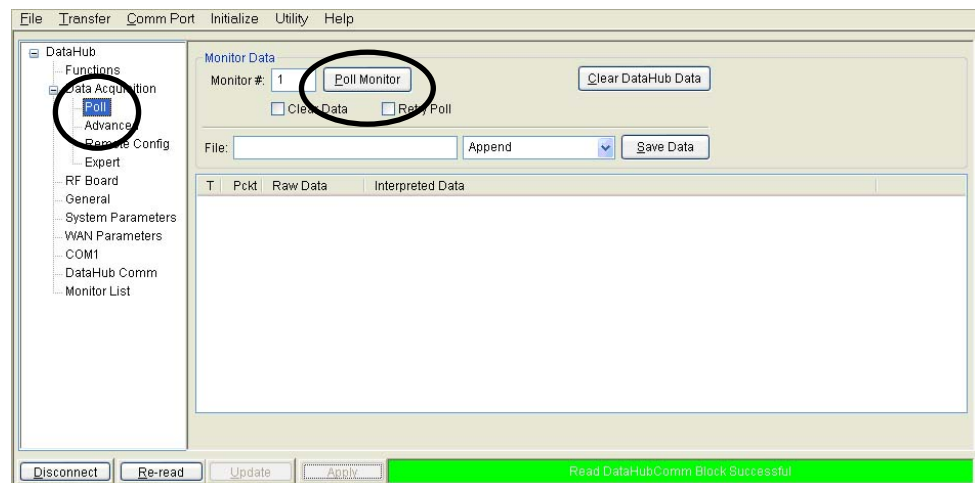 File Transfer Comm Port Initialize Utility Help
DataHub
Functions
Data Acquisition
Poll
Advanced
Remote Config
Expert
RF Board
General
System Parameters
WAN Parameters
COM1
DataHub Comm
Monitor List
Monitor Data
Monitor #: 1 Poll Monitor Clear DataHub Data
Clear Data Retry Poll
File: Append Save Data
T Pckt Raw Data Interpreted Data
Disconnect Re-read Update Apply Read DataHubComm Block Successful